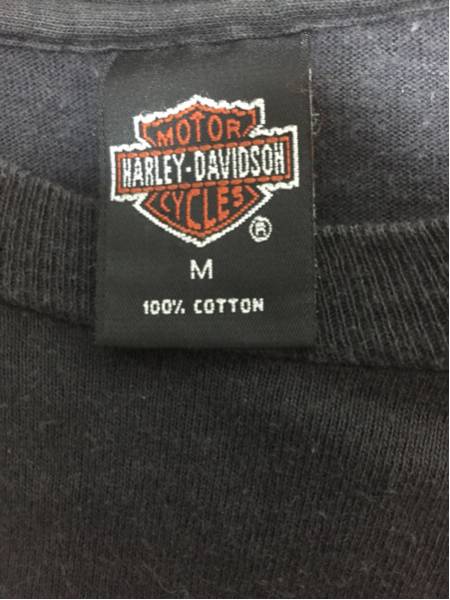 MOTOR
HARLEY-DAVIDSON
CYCLES
®
M
100% COTTON